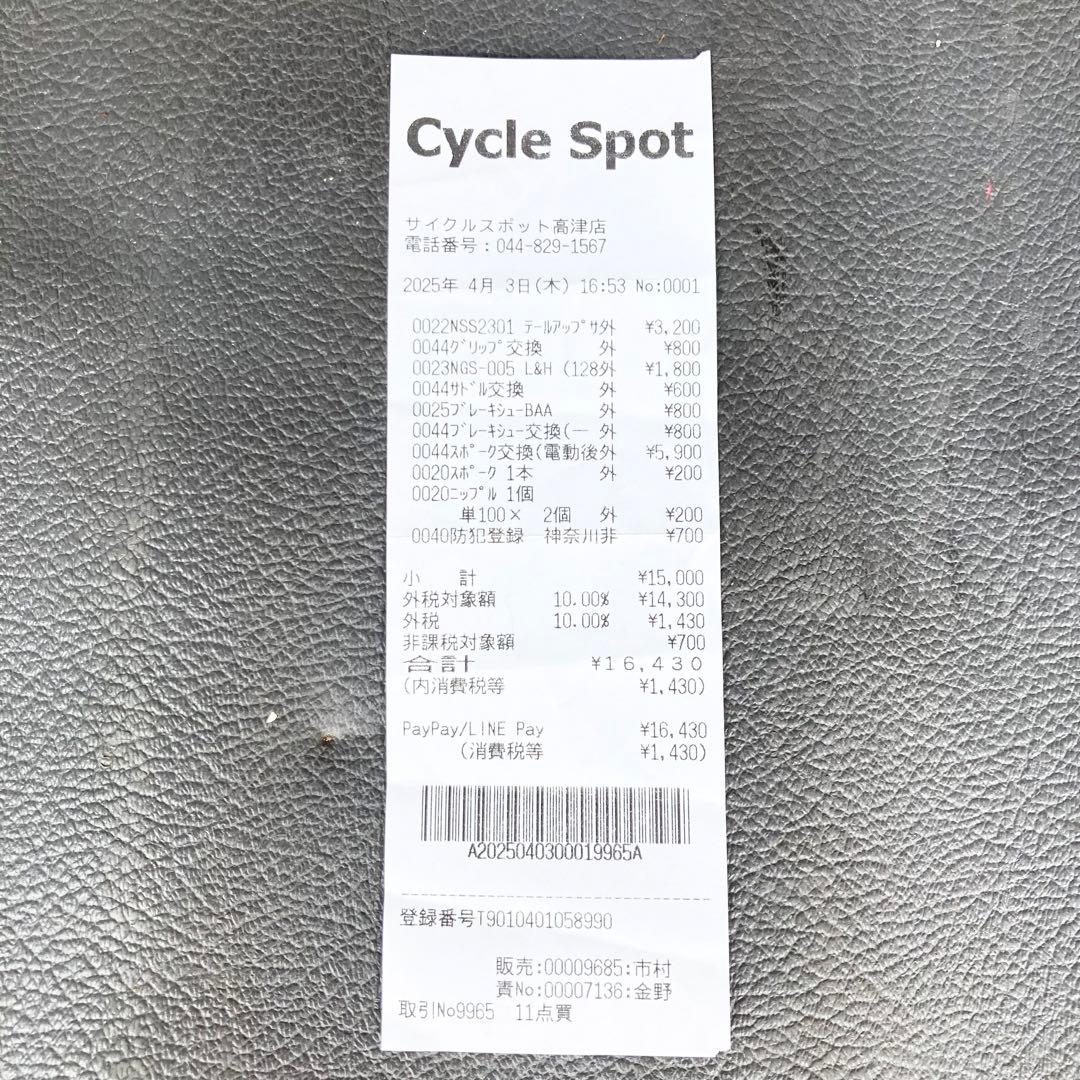 Cycle Spot
サイクルスポット高津店
電話番号：044-829-1567
2025年 4月 3日(木) 16:53 No:0001
0022NSS2301 ﾃｰﾙｱｯﾌﾟｻ外 ¥3,200
0044ｸﾞﾘｯﾌﾟ交換 外 ¥800
0023NGS-005 L&H (128外 ¥1,800
0044ｻﾄﾞﾙ交換 外 ¥600
0025ﾌﾞﾚｰｷｼｭｰBAA 外 ¥800
0044ﾌﾞﾚｰｷｼｭｰ交換(一 外 ¥800
0044ｽﾎﾟｰｸ交換(電動後外 ¥5,900
0020ｽﾎﾟｰｸ 1本 外 ¥200
0020ﾆｯﾌﾟﾙ 1個
単100× 2個 外 ¥200
0040防犯登録 神奈川非 ¥700
小 計 ¥15,000
外税対象額 10.00% ¥14,300
外税 10.00% ¥1,430
非課税対象額 ¥700
合計 ¥16,430
(内消費税等 ¥1,430)
PayPay/LINE Pay ¥16,430
(消費税等 ¥1,430)
A2025040300019965A
登録番号T9010401058990
販売:00009685:市村
責No:00007136:金野
取引No9965 11点買